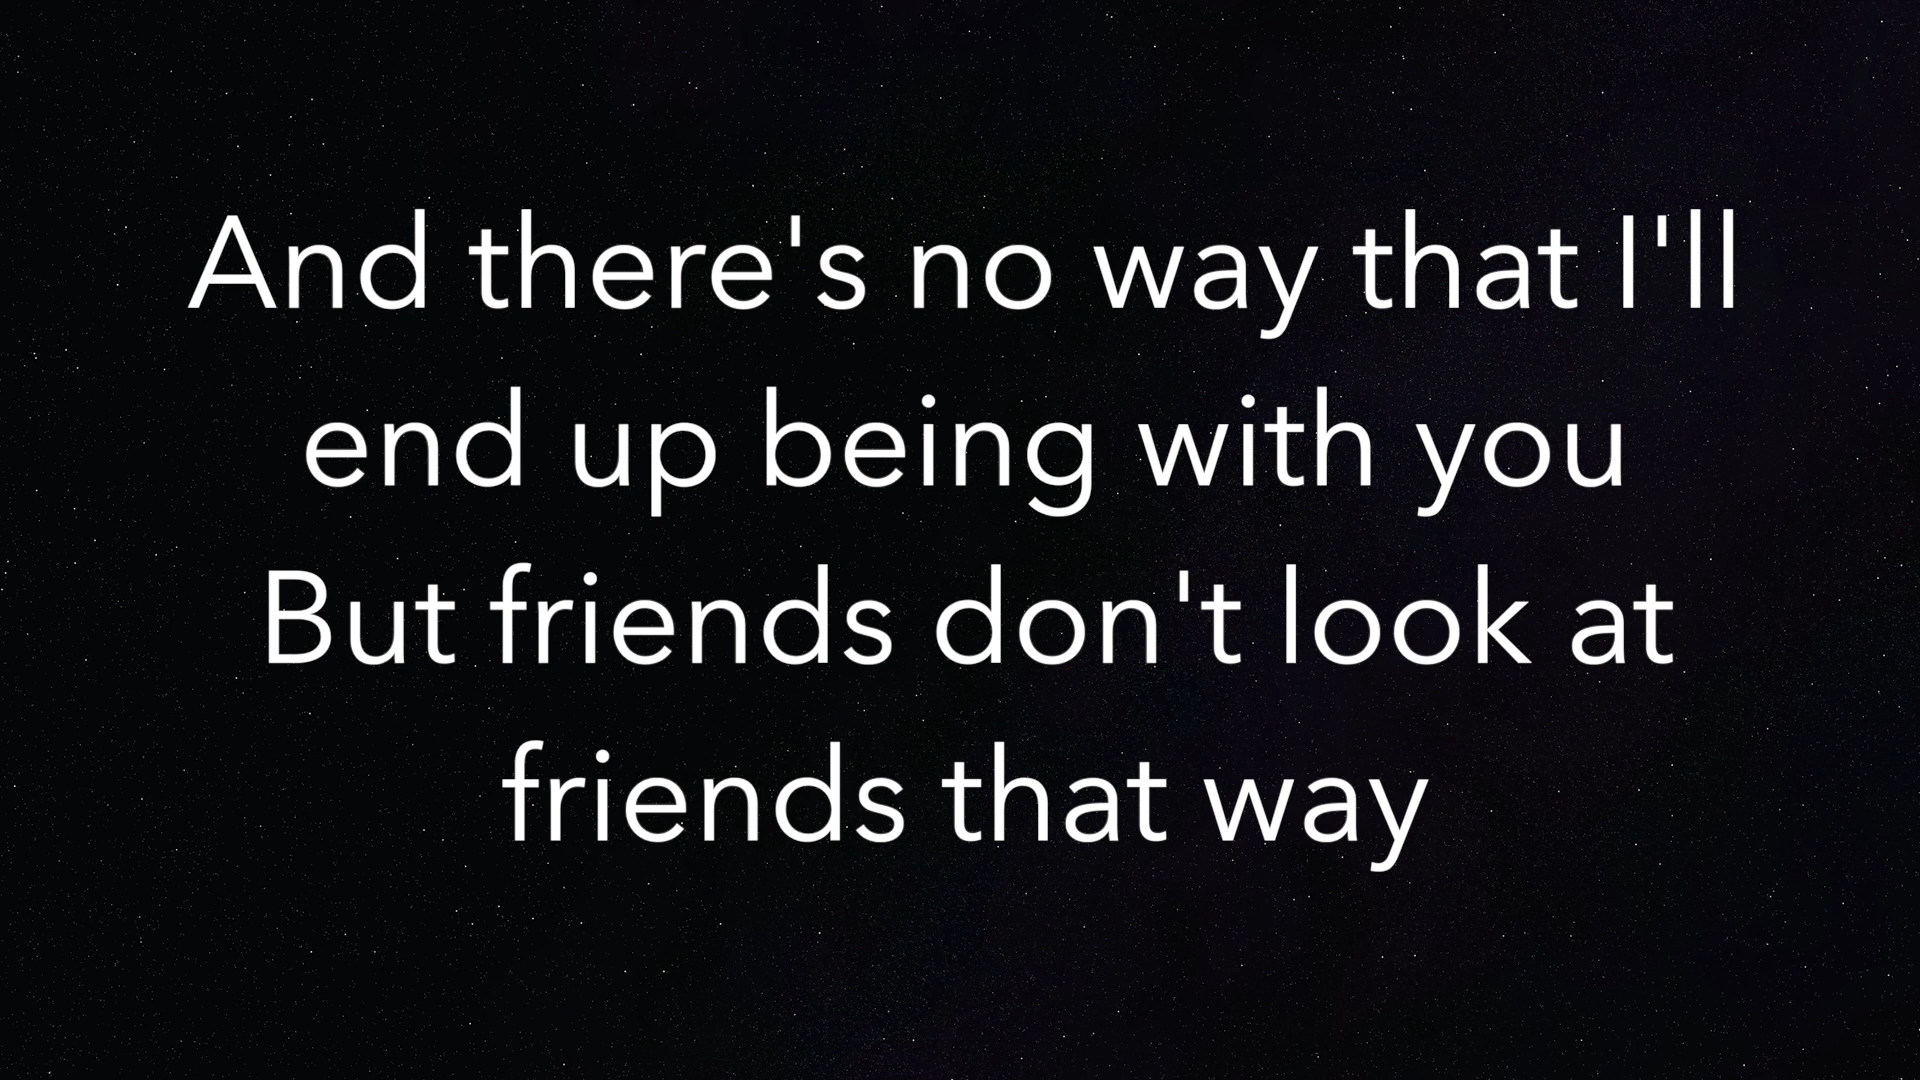 And there's no way that I'll
end up being with you
But friends don't look at
friends that way